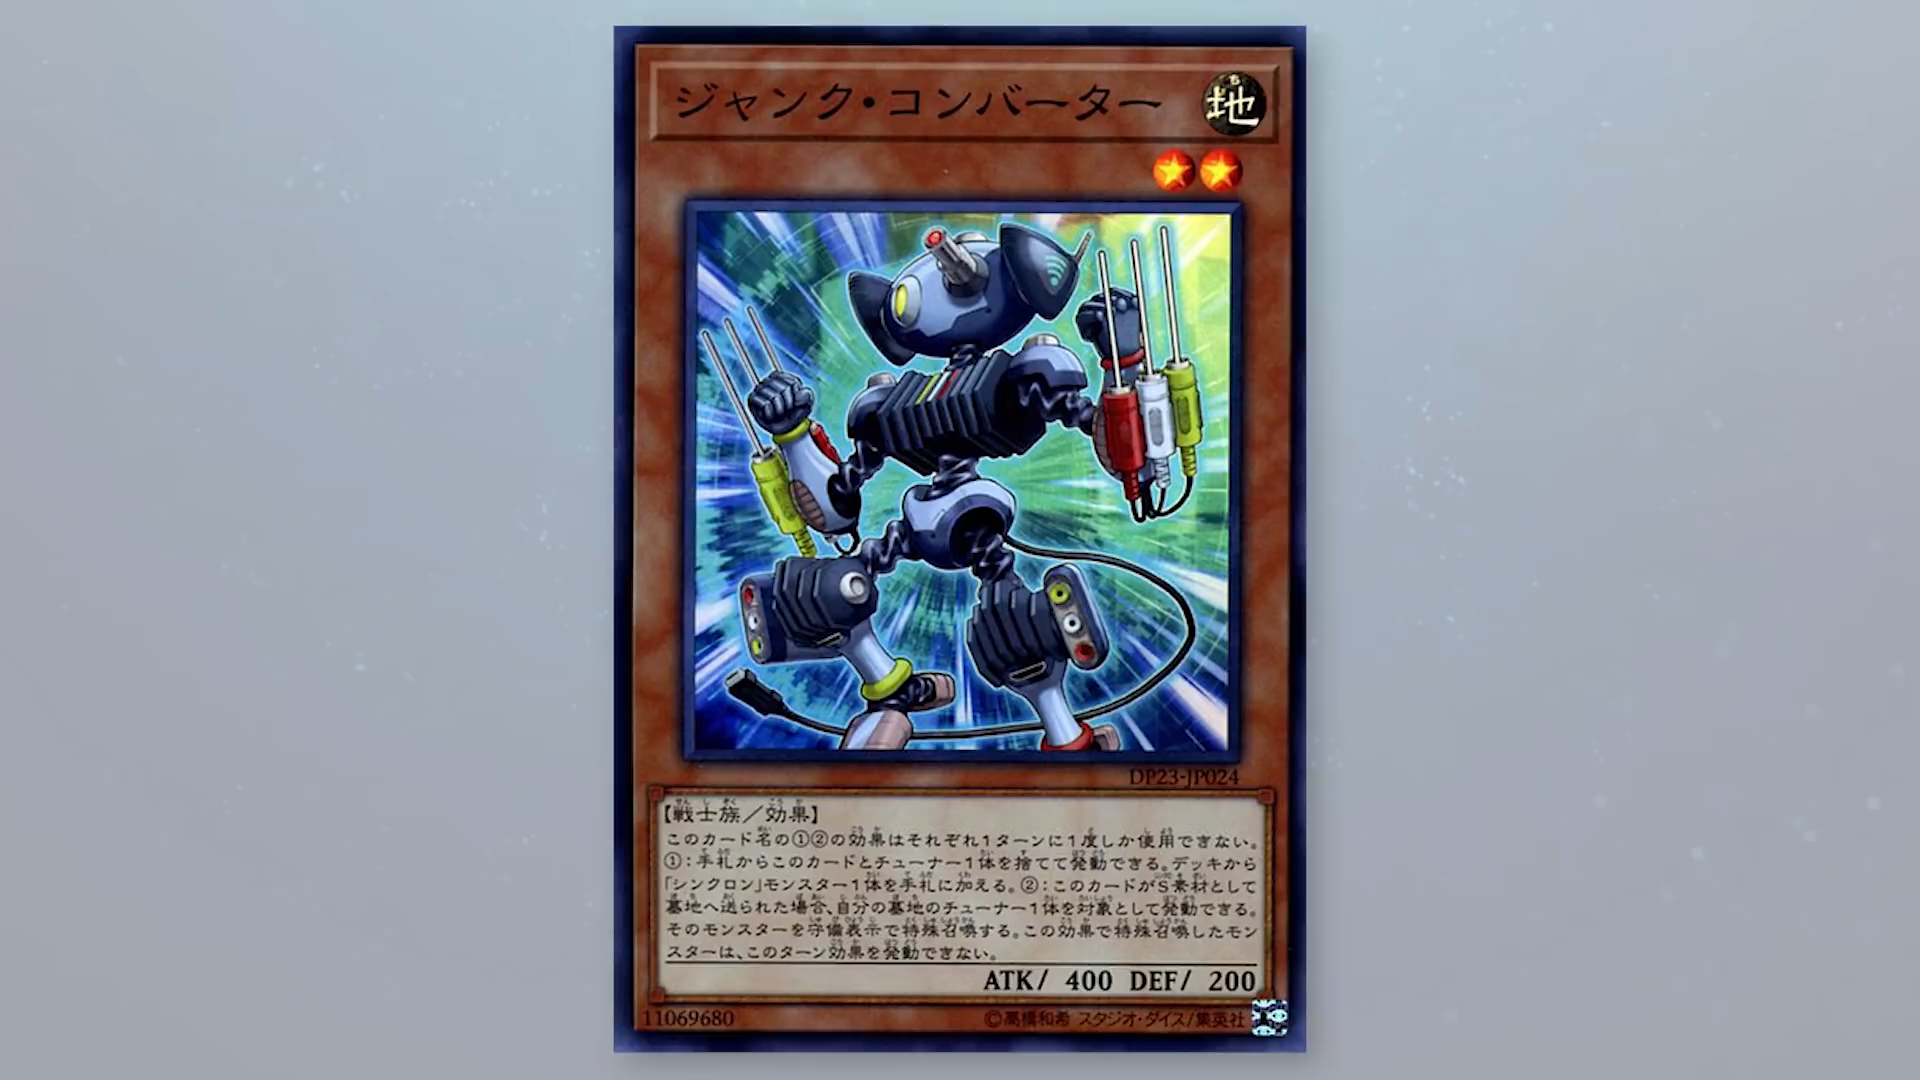 ジャンク・コンバーター
地
DP23-JP024
【戦士族／効果】
このカード名の①②の効果はそれぞれ1ターンに1度しか使用できない。
①：手札からこのカードとチューナー1体を捨てて発動できる。デッキから
「シンクロン」モンスター1体を手札に加える。②：このカードがS素材として
墓地へ送られた場合、自分の墓地のチューナー1体を対象として発動できる。
そのモンスターを守備表示で特殊召喚する。この効果で特殊召喚したモン
スターは、このターン効果を発動できない。
ATK/ 400 DEF/ 200
11069680
©高橋和希 スタジオ・ダイス/集英社